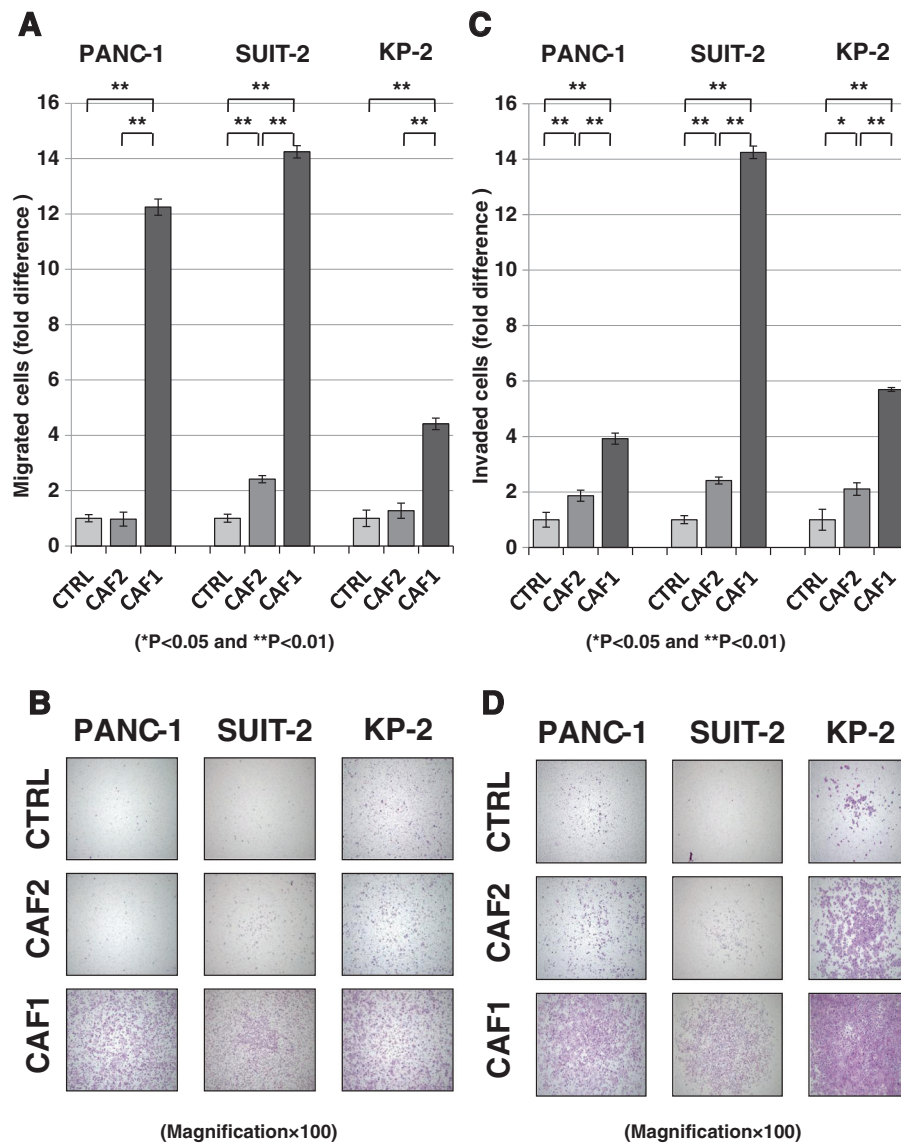 A
PANC-1 SUIT-2 KP-2
** ** **
** ** ** **
16
14
12
10
8
6
4
2
0
Migrated cells (fold difference )
CTRL CAF2 CAF1 CTRL CAF2 CAF1 CTRL CAF2 CAF1
(*P<0.05 and **P<0.01)
C
PANC-1 SUIT-2 KP-2
** ** **
** ** ** ** * **
16
14
12
10
8
6
4
2
0
Invaded cells (fold difference )
CTRL CAF2 CAF1 CTRL CAF2 CAF1 CTRL CAF2 CAF1
(*P<0.05 and **P<0.01)
B
PANC-1 SUIT-2 KP-2
CTRL
CAF2
CAF1
(Magnification×100)
D
PANC-1 SUIT-2 KP-2
CTRL
CAF2
CAF1
(Magnification×100)